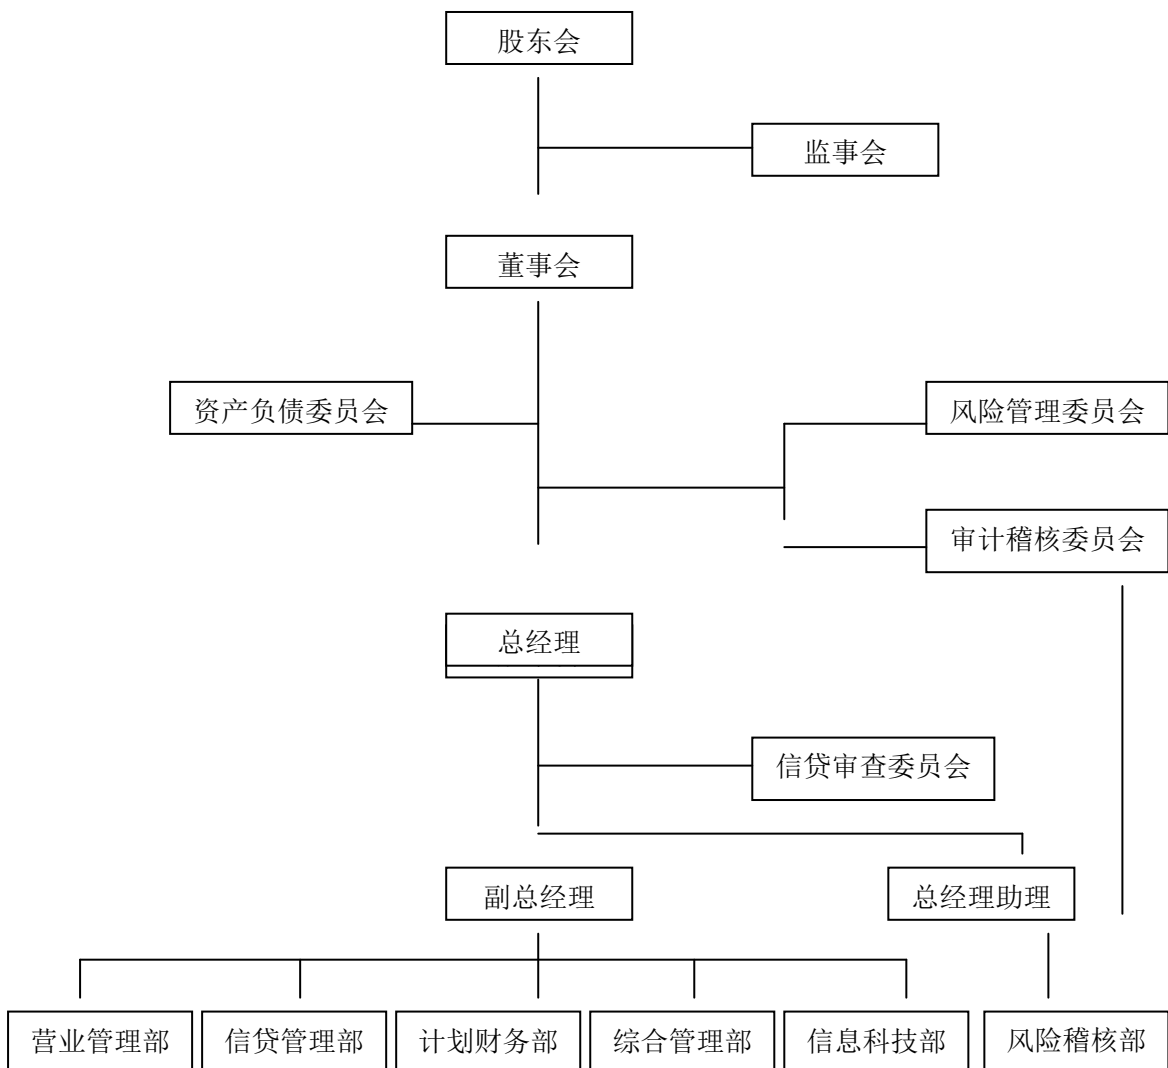 股东会
监事会
董事会
资产负债委员会
风险管理委员会
审计稽核委员会
总经理
信贷审查委员会
副总经理
总经理助理
营业管理部
信贷管理部
计划财务部
综合管理部
信息科技部
风险稽核部